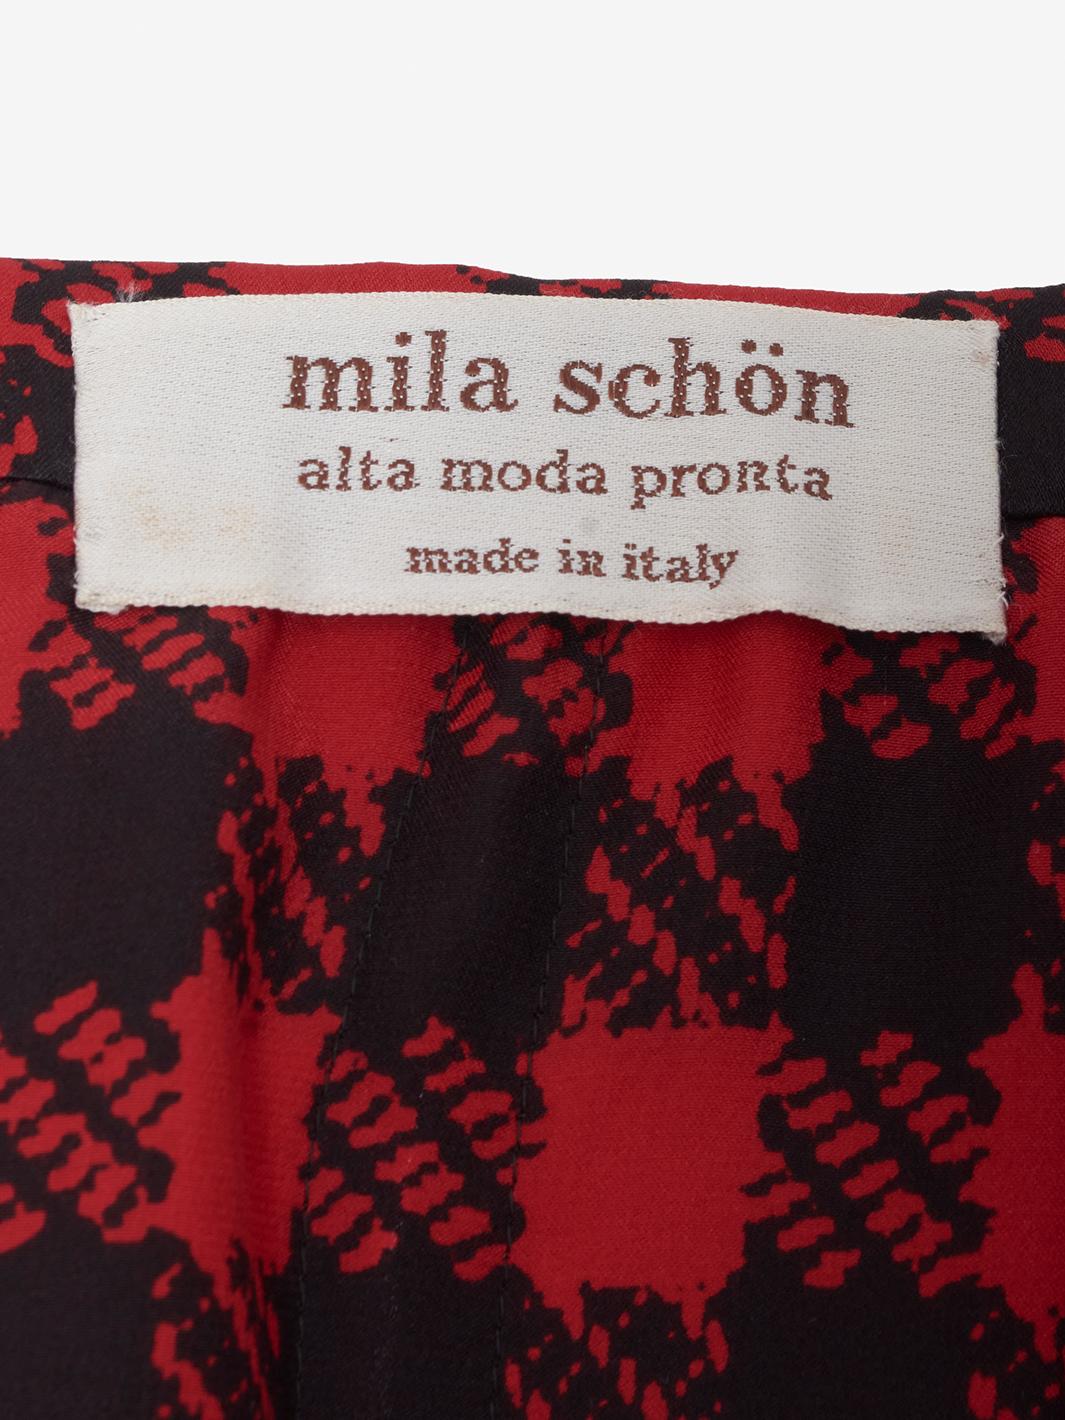 mila schön
alta moda pronta
made in italy